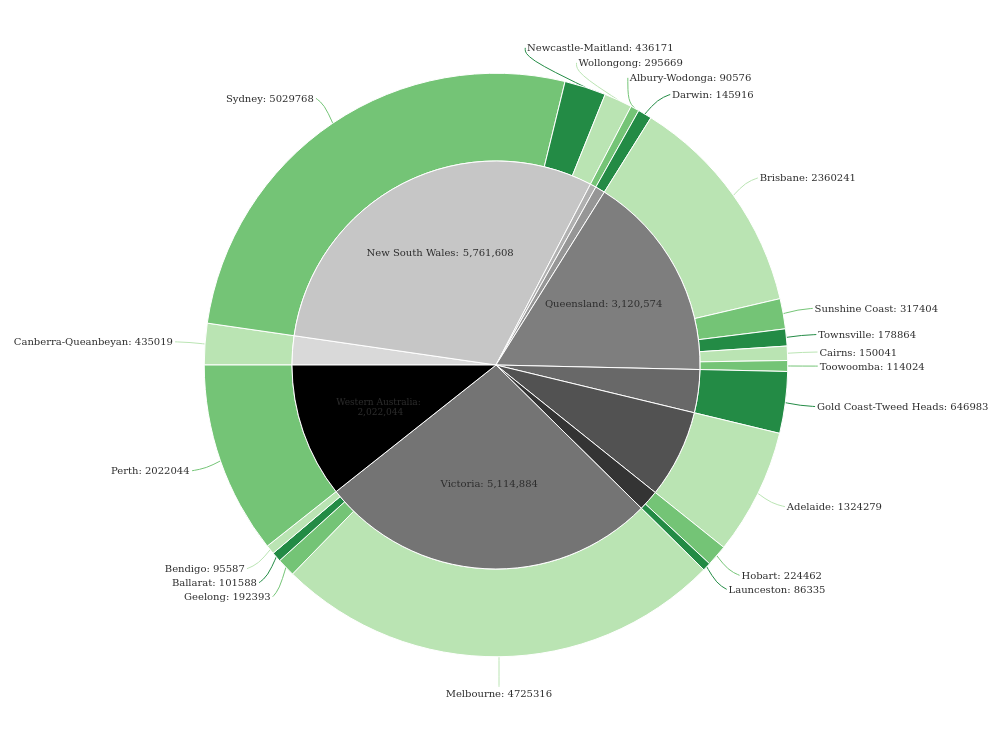 Newcastle-Maitland: 436171
Wollongong: 295669
Albury-Wodonga: 90576
Darwin: 145916
Sydney: 5029768
Brisbane: 2360241
New South Wales: 5,761,608
Queensland: 3,120,574
Sunshine Coast: 317404
Townsville: 178864
Canberra-Queanbeyan: 435019
Cairns: 150041
Toowoomba: 114024
Western Australia:
2,022,044
Gold Coast-Tweed Heads: 646983
Perth: 2022044
Victoria: 5,114,884
Adelaide: 1324279
Bendigo: 95587
Hobart: 224462
Ballarat: 101588
Launceston: 86335
Geelong: 192393
Melbourne: 4725316